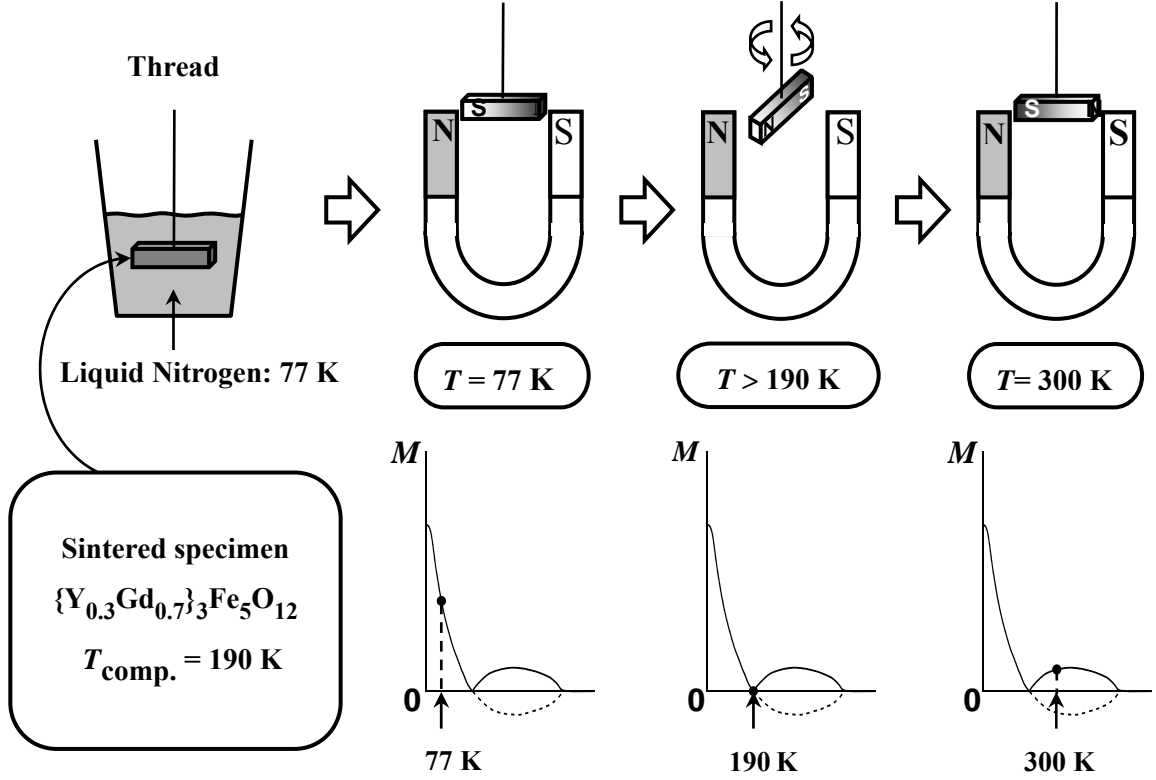 Thread
Liquid Nitrogen: 77 K
Sintered specimen
{Y0.3Gd0.7}3Fe5O12
Tcomp. = 190 K
N S S
T = 77 K
N N S S
T > 190 K
N S N S
T= 300 K
M
0
77 K
M
0
190 K
M
0
300 K